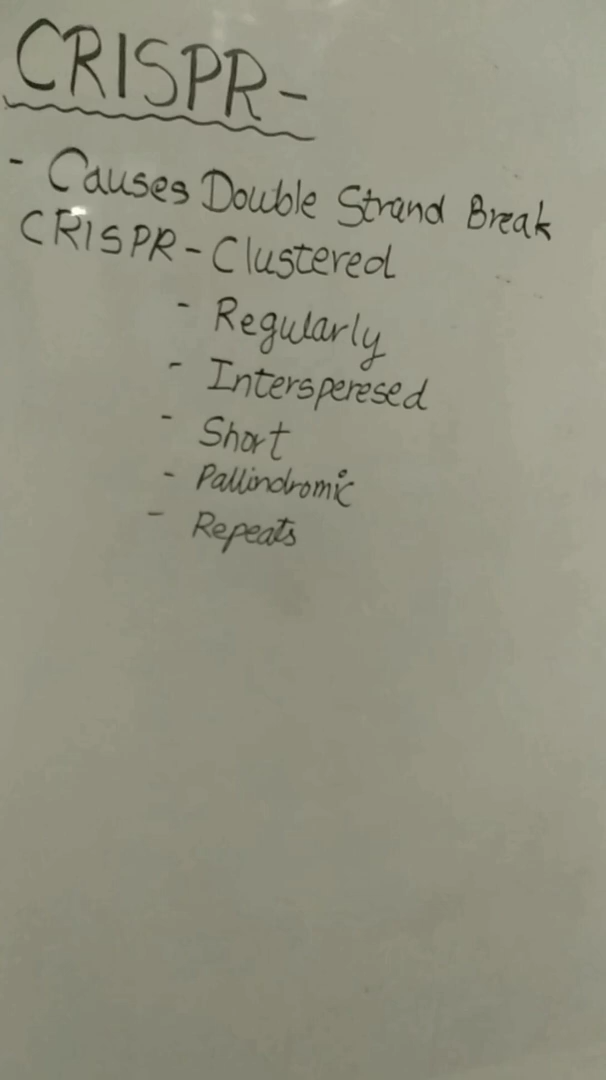 CRISPR-
- Causes Double Strand Break
CRISPR - Clustered
- Regularly
- Intersperesed
- Short
- Pallindromic
- Repeats